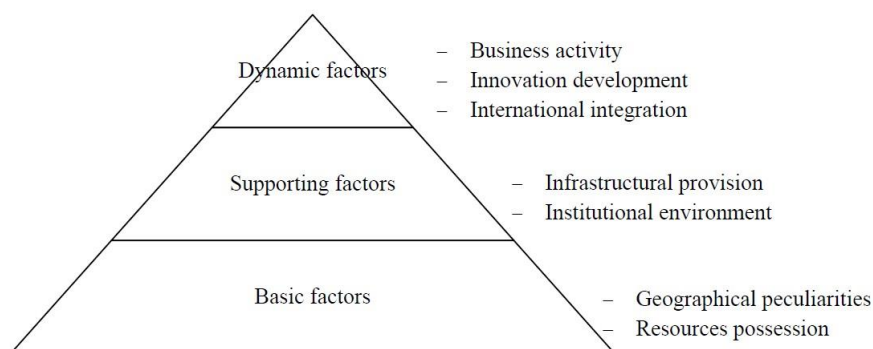 Dynamic factors
– Business activity
– Innovation development
– International integration
Supporting factors
– Infrastructural provision
– Institutional environment
Basic factors
– Geographical peculiarities
– Resources possession